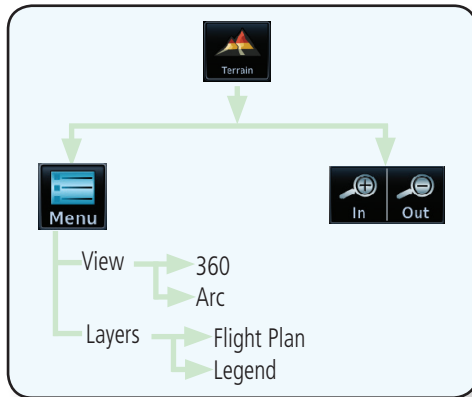 Terrain
Menu
In Out
View
360
Arc
Layers
Flight Plan
Legend